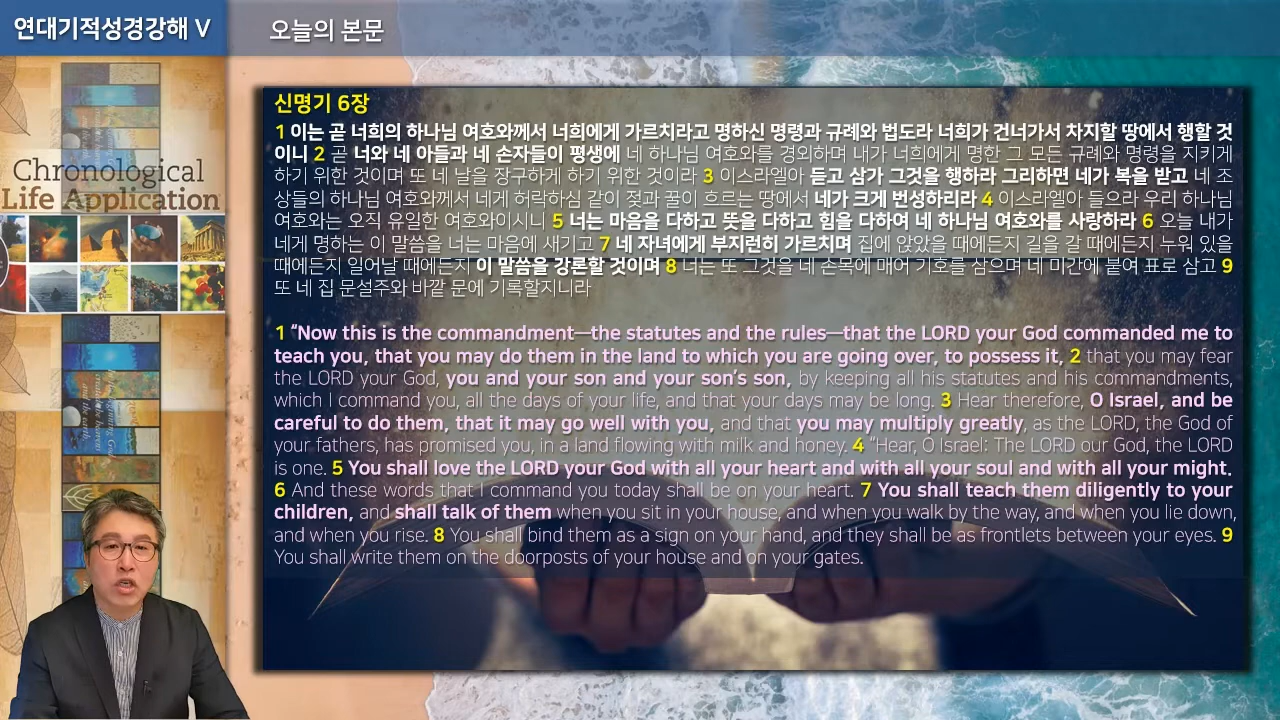 연대기적성경강해 V
오늘의 본문
Chronological
Life Application
신명기 6장
1 이는 곧 너희의 하나님 여호와께서 너희에게 가르치라고 명하신 명령과 규례와 법도라 너희가 건너가서 차지할 땅에서 행할 것
이니 2 곧 너와 네 아들과 네 손자들이 평생에 네 하나님 여호와를 경외하며 내가 너희에게 명한 그 모든 규례와 명령을 지키게
하기 위한 것이며 또 네 날을 장구하게 하기 위한 것이라 3 이스라엘아 듣고 삼가 그것을 행하라 그리하면 네가 복을 받고 네 조
상들의 하나님 여호와께서 네게 허락하심 같이 젖과 꿀이 흐르는 땅에서 네가 크게 번성하리라 4 이스라엘아 들으라 우리 하나님
여호와는 오직 유일한 여호와이시니 5 너는 마음을 다하고 뜻을 다하고 힘을 다하여 네 하나님 여호와를 사랑하라 6 오늘 내가
네게 명하는 이 말씀을 너는 마음에 새기고 7 네 자녀에게 부지런히 가르치며 집에 앉았을 때에든지 길을 갈 때에든지 누워 있을
때에든지 일어날 때에든지 이 말씀을 강론할 것이며 8 너는 또 그것을 네 손목에 매어 기호를 삼으며 네 미간에 붙여 표로 삼고 9
또 네 집 문설주와 바깥 문에 기록할지니라
1 “Now this is the commandment—the statutes and the rules—that the LORD your God commanded me to
teach you, that you may do them in the land to which you are going over, to possess it, 2 that you may fear
the LORD your God, you and your son and your son’s son, by keeping all his statutes and his commandments,
which I command you, all the days of your life, and that your days may be long. 3 Hear therefore, O Israel, and be
careful to do them, that it may go well with you, and that you may multiply greatly, as the LORD, the God of
your fathers, has promised you, in a land flowing with milk and honey. 4 “Hear, O Israel: The LORD our God, the LORD
is one. 5 You shall love the LORD your God with all your heart and with all your soul and with all your might.
6 And these words that I command you today shall be on your heart. 7 You shall teach them diligently to your
children, and shall talk of them when you sit in your house, and when you walk by the way, and when you lie down,
and when you rise. 8 You shall bind them as a sign on your hand, and they shall be as frontlets between your eyes. 9
You shall write them on the doorposts of your house and on your gates.